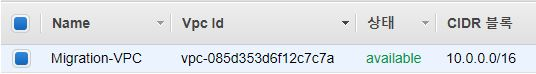 Name Vpc Id 상태 CIDR 블록
Migration-VPC vpc-085d353d6f12c7c7a available 10.0.0.0/16